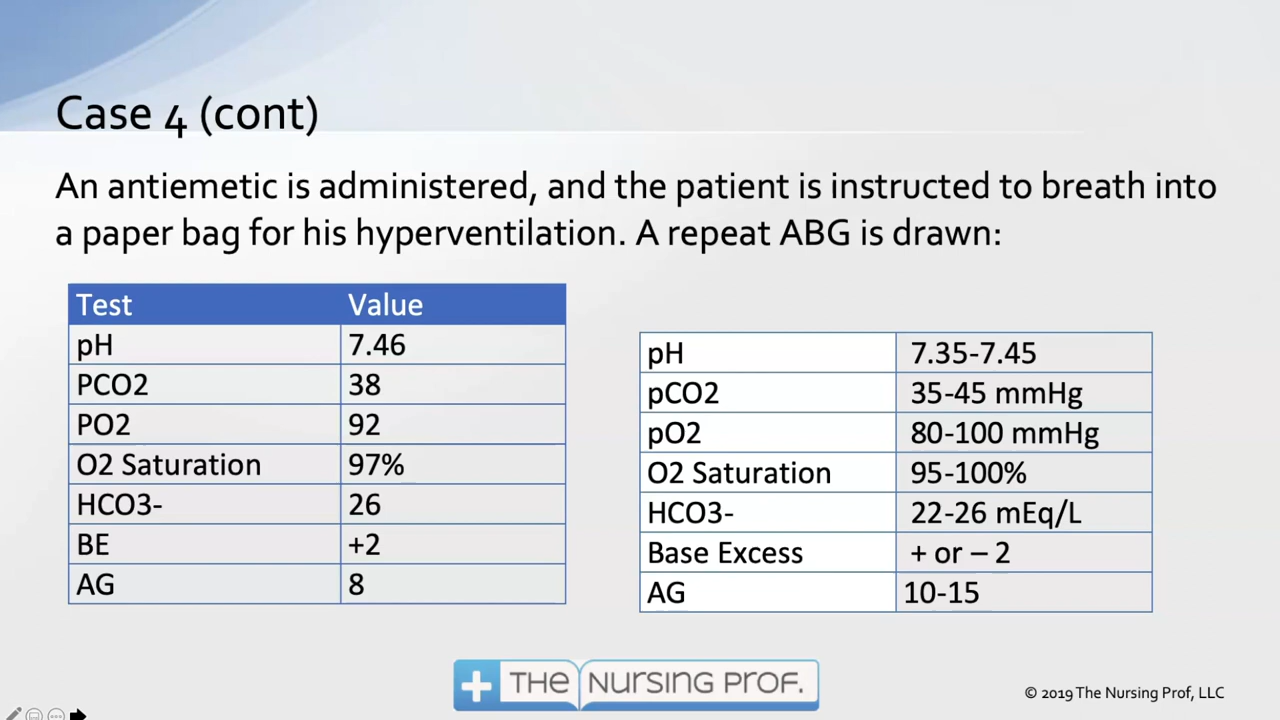 Case 4 (cont)
An antiemetic is administered, and the patient is instructed to breath into
a paper bag for his hyperventilation. A repeat ABG is drawn:
Test Value
pH 7.46
PCO2 38
PO2 92
O2 Saturation 97%
HCO3- 26
BE +2
AG 8
pH 7.35-7.45
pCO2 35-45 mmHg
pO2 80-100 mmHg
O2 Saturation 95-100%
HCO3- 22-26 mEq/L
Base Excess + or – 2
AG 10-15
THE NURSING PROF.
© 2019 The Nursing Prof, LLC